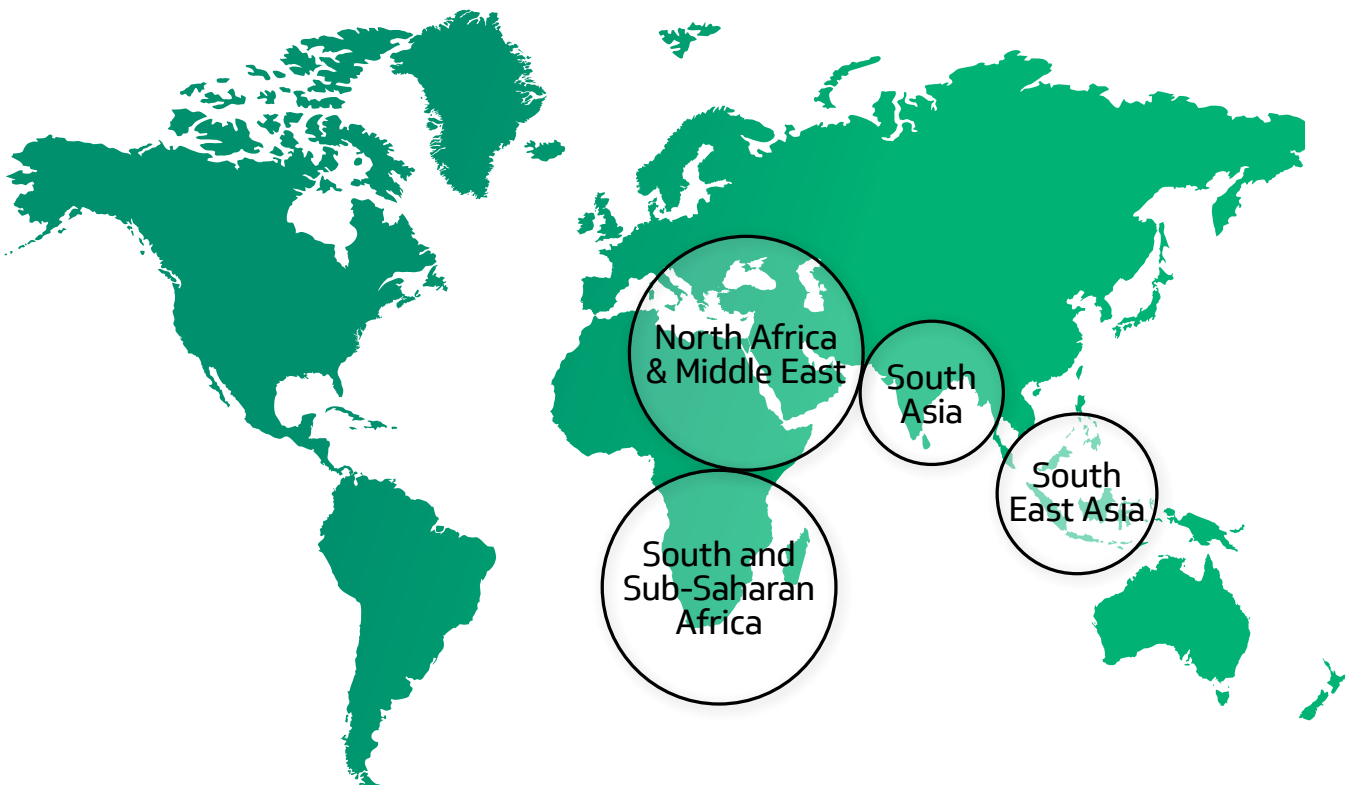 North Africa
& Middle East
South
Asia
South
East Asia
South and
Sub-Saharan
Africa